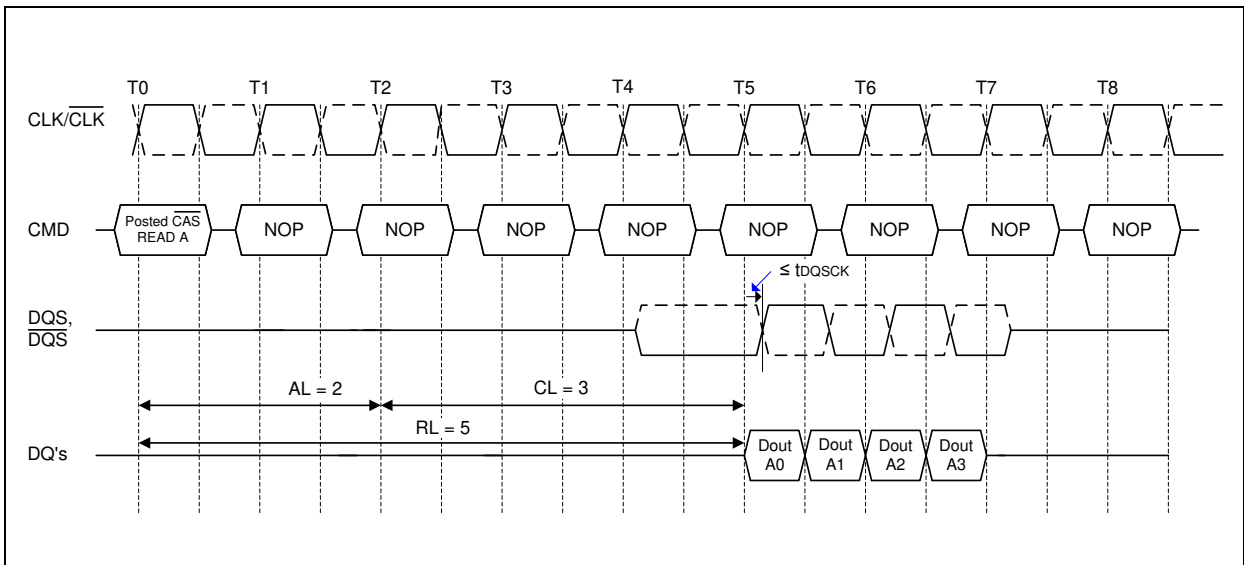 T0 T1 T2 T3 T4 T5 T6 T7 T8
CLK/CLK
CMD
Posted CAS
READ A
NOP NOP NOP NOP NOP NOP NOP NOP
≤ tDQSCK
DQS,
DQS
AL = 2 CL = 3
RL = 5
DQ's
Dout Dout Dout Dout
A0 A1 A2 A3